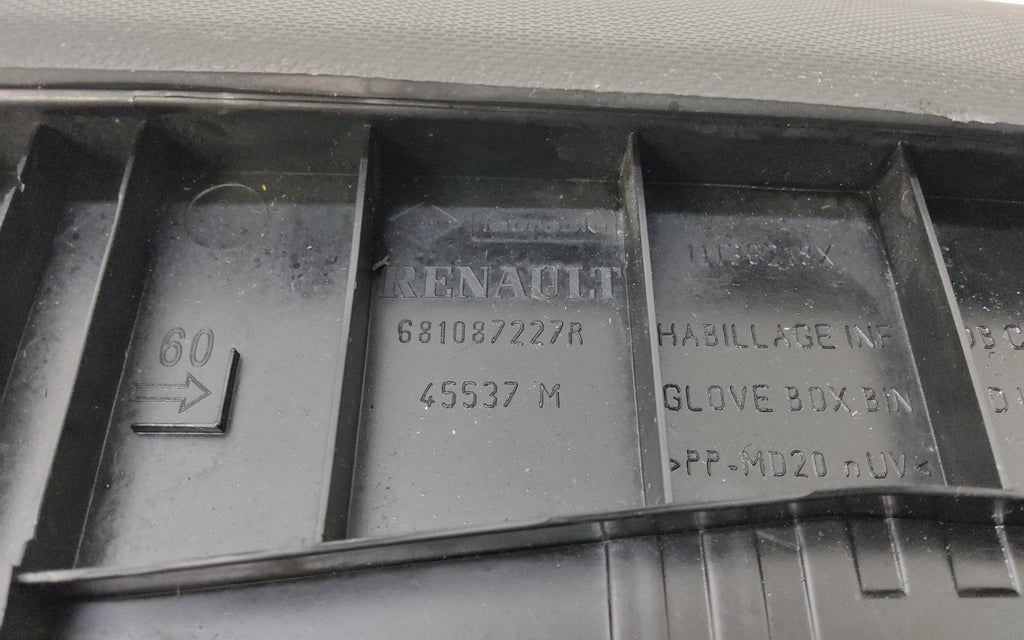 60
RENAULT
681087227R
45537 M
HABILLAGE INF
GLOVE BOX BIN
>PP-MD20 nUV<